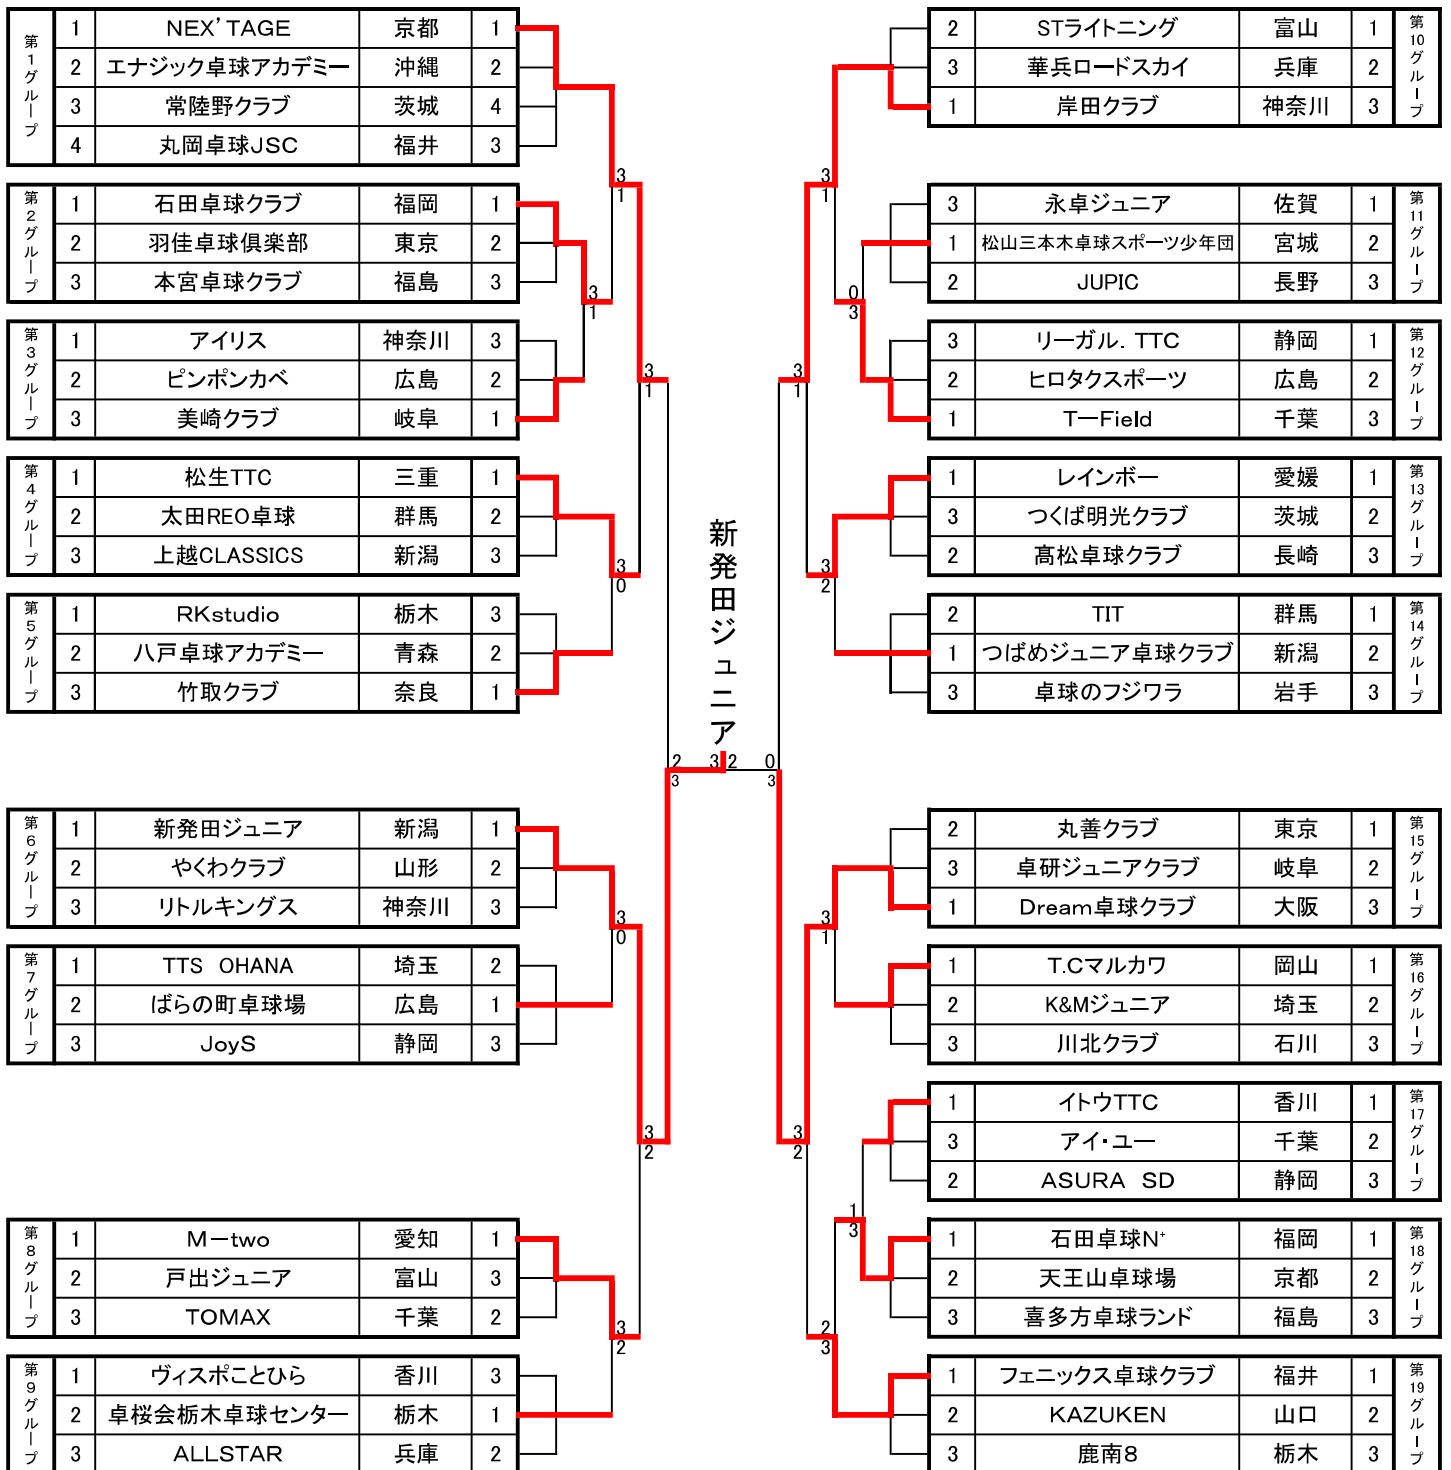 第1グループ
1 NEX'TAGE 京都 1
2 エナジック卓球アカデミー 沖縄 2
3 常陸野クラブ 茨城 4
4 丸岡卓球JSC 福井 3
第2グループ
1 石田卓球クラブ 福岡 1
2 羽佳卓球倶楽部 東京 2
3 本宮卓球クラブ 福島 3
第3グループ
1 アイリス 神奈川 3
2 ピンポンカベ 広島 2
3 美崎クラブ 岐阜 1
第4グループ
1 松生TTC 三重 1
2 太田REO卓球 群馬 2
3 上越CLASSICS 新潟 3
第5グループ
1 RKstudio 栃木 3
2 八戸卓球アカデミー 青森 2
3 竹取クラブ 奈良 1
第6グループ
1 新発田ジュニア 新潟 1
2 やくわクラブ 山形 2
3 リトルキングス 神奈川 3
第7グループ
1 TTS OHANA 埼玉 2
2 ばらの町卓球場 広島 1
3 JoyS 静岡 3
第8グループ
1 M－two 愛知 1
2 戸出ジュニア 富山 3
3 TOMAX 千葉 2
第9グループ
1 ヴィスポことひら 香川 3
2 卓桜会栃木卓球センター 栃木 1
3 ALLSTAR 兵庫 2
3
1
3
1
3
1
3
0
3
0
3
2
3
2
2
3
新発田ジュニア
3 2
0
3
3
1
0
3
3
1
3
2
3
1
3
2
1
3
2
3
2 STライトニング 富山 1
3 華兵ロードスカイ 兵庫 2
1 岸田クラブ 神奈川 3
第10グループ
3 永卓ジュニア 佐賀 1
1 松山三本木卓球スポーツ少年団 宮城 2
2 JUPIC 長野 3
第11グループ
3 リーガル．TTC 静岡 1
2 ヒロタクスポーツ 広島 2
1 T－Field 千葉 3
第12グループ
1 レインボー 愛媛 1
3 つくば明光クラブ 茨城 2
2 髙松卓球クラブ 長崎 3
第13グループ
2 TIT 群馬 1
1 つばめジュニア卓球クラブ 新潟 2
3 卓球のフジワラ 岩手 3
第14グループ
2 丸善クラブ 東京 1
3 卓研ジュニアクラブ 岐阜 2
1 Dream卓球クラブ 大阪 3
第15グループ
1 T.Cマルカワ 岡山 1
2 K&Mジュニア 埼玉 2
3 川北クラブ 石川 3
第16グループ
1 イトウTTC 香川 1
3 アイ・ユー 千葉 2
2 ASURA SD 静岡 3
第17グループ
1 石田卓球N⁺ 福岡 1
2 天王山卓球場 京都 2
3 喜多方卓球ランド 福島 3
第18グループ
1 フェニックス卓球クラブ 福井 1
2 KAZUKEN 山口 2
3 鹿南8 栃木 3
第19グループ